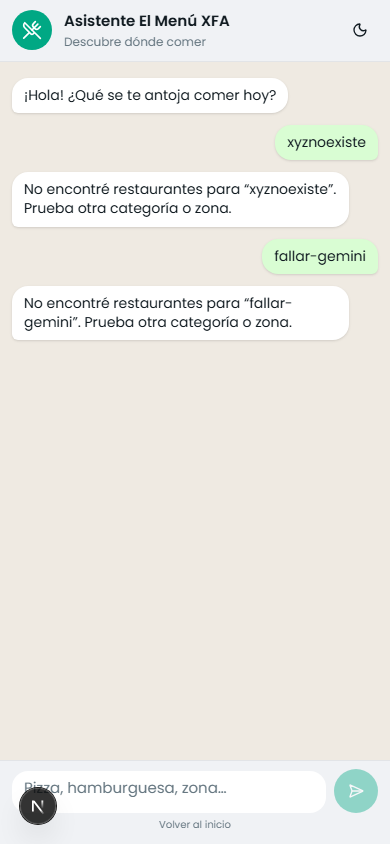 Asistente El Menú XFA
Descubre dónde comer
¡Hola! ¿Qué se te antoja comer hoy?
xyznoexiste
No encontré restaurantes para “xyznoexiste”.
Prueba otra categoría o zona.
fallar-gemini
No encontré restaurantes para “fallar-
gemini”. Prueba otra categoría o zona.
Pizza, hamburguesa, zona...
N
Volver al inicio